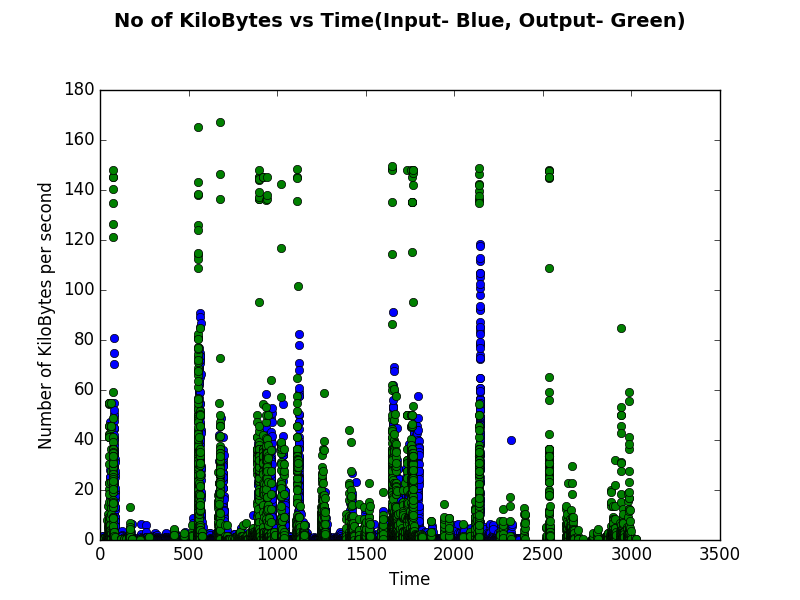 No of KiloBytes vs Time(Input- Blue, Output- Green)
180
160
140
120
100
80
60
40
20
0
Number of KiloBytes per second
0 500 1000 1500 2000 2500 3000 3500
Time